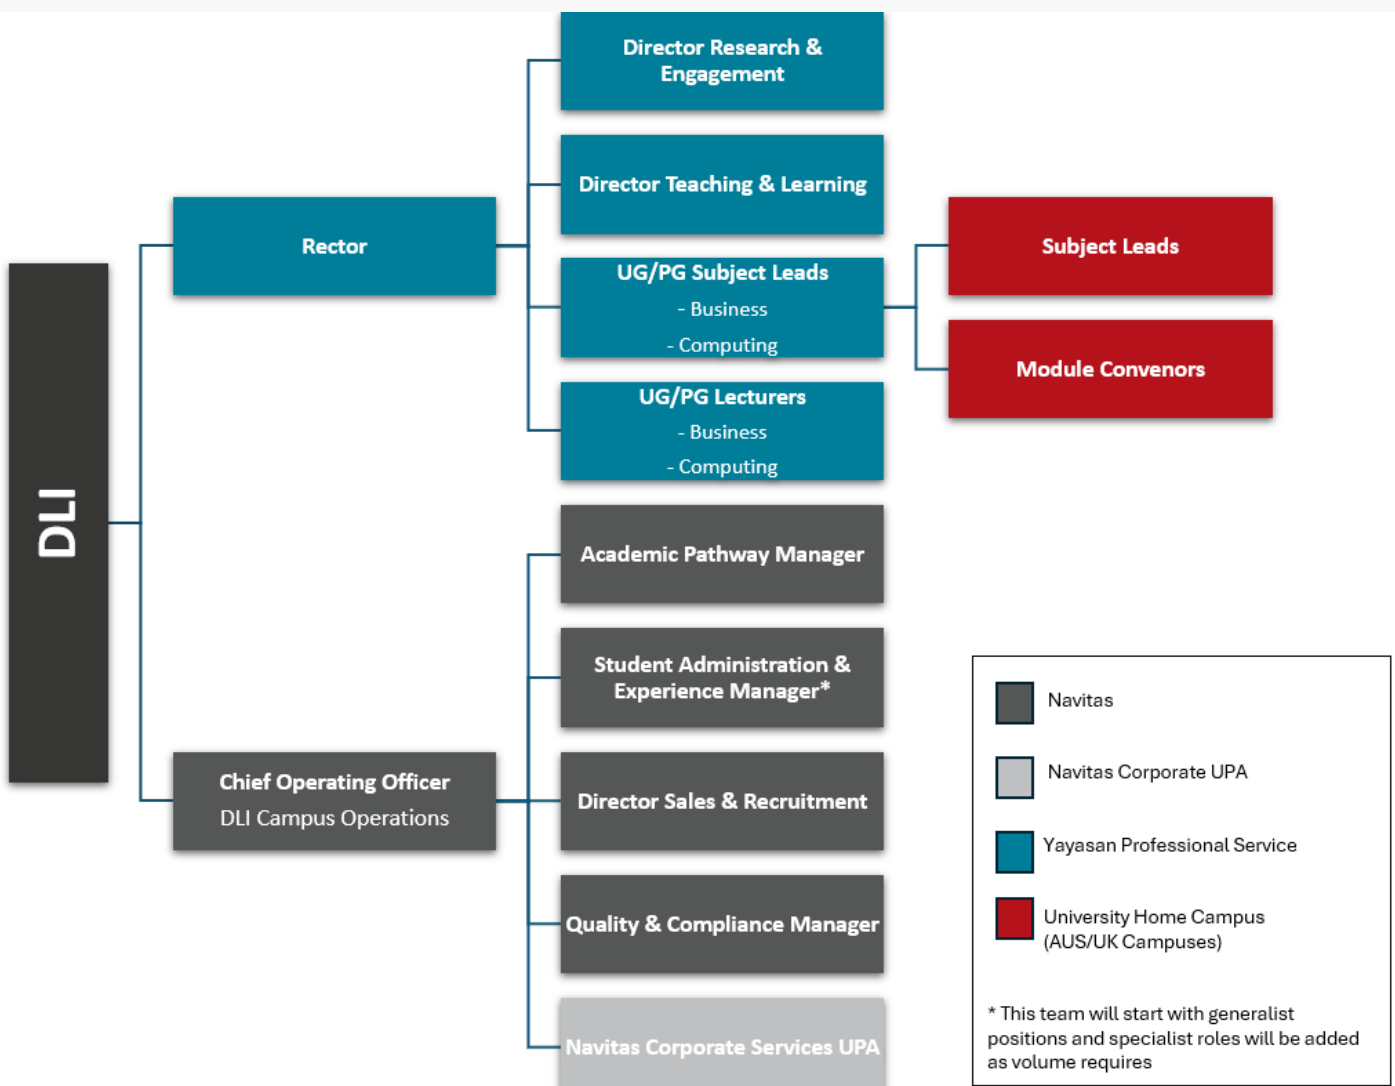 Director Research &
Engagement
Director Teaching & Learning
Rector
Subject Leads
UG/PG Subject Leads
- Business
- Computing
Module Convenors
UG/PG Lecturers
- Business
- Computing
DLI
Academic Pathway Manager
Student Administration &
Experience Manager*
Chief Operating Officer
DLI Campus Operations
Director Sales & Recruitment
Quality & Compliance Manager
Navitas Corporate Services UPA
Navitas
Navitas Corporate UPA
Yayasan Professional Service
University Home Campus
(AUS/UK Campuses)
* This team will start with generalist
positions and specialist roles will be added
as volume requires